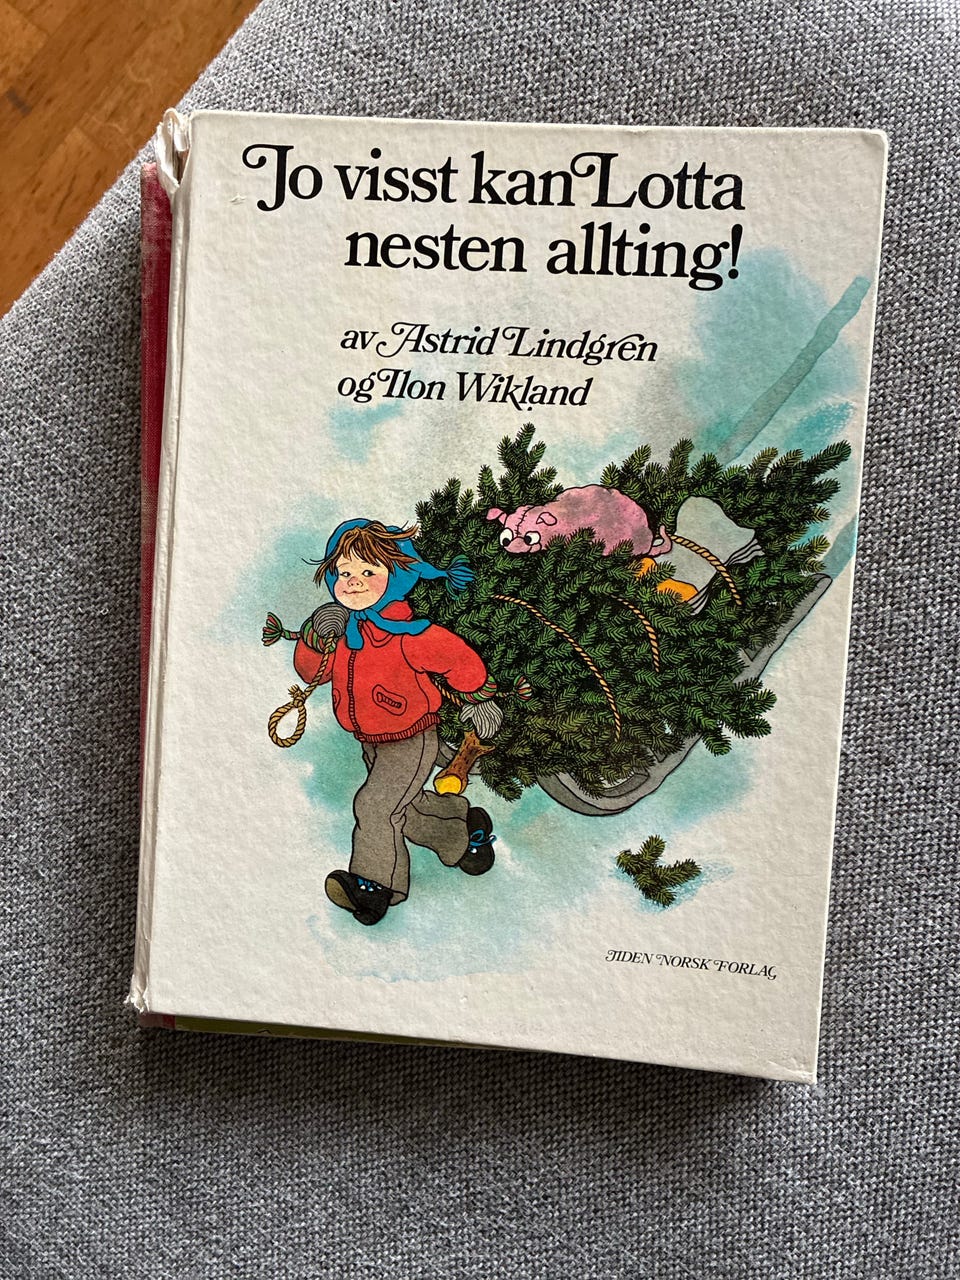 Jo visst kan Lotta
nesten allting!
av Astrid Lindgren
og Ilon Wikland
TIDEN NORSK FORLAG